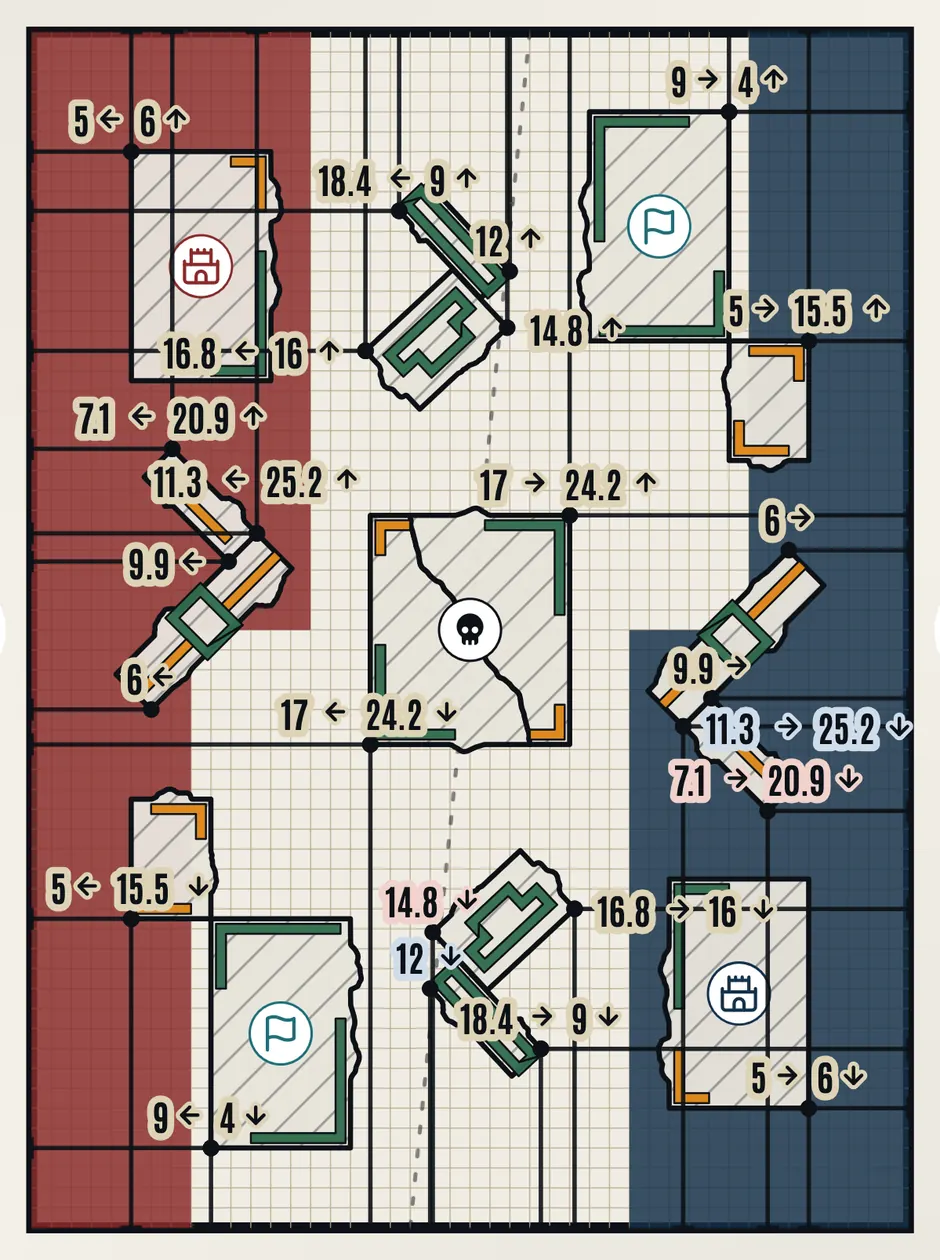 9 → 4 ↑
5 ← 6 ↑
18.4 ← 9 ↑
12 ↑
5 → 15.5 ↑
14.8 ↑
16.8 ← 16 ↑
7.1 ← 20.9 ↑
11.3 ← 25.2 ↑
17 → 24.2 ↑
6 →
9.9 ←
9.9 →
6 ←
17 ← 24.2 ↓
11.3 → 25.2 ↓
7.1 → 20.9 ↓
5 ← 15.5 ↓
14.8 ↓
16.8 → 16 ↓
12 ↓
18.4 → 9 ↓
5 → 6 ↓
9 ← 4 ↓